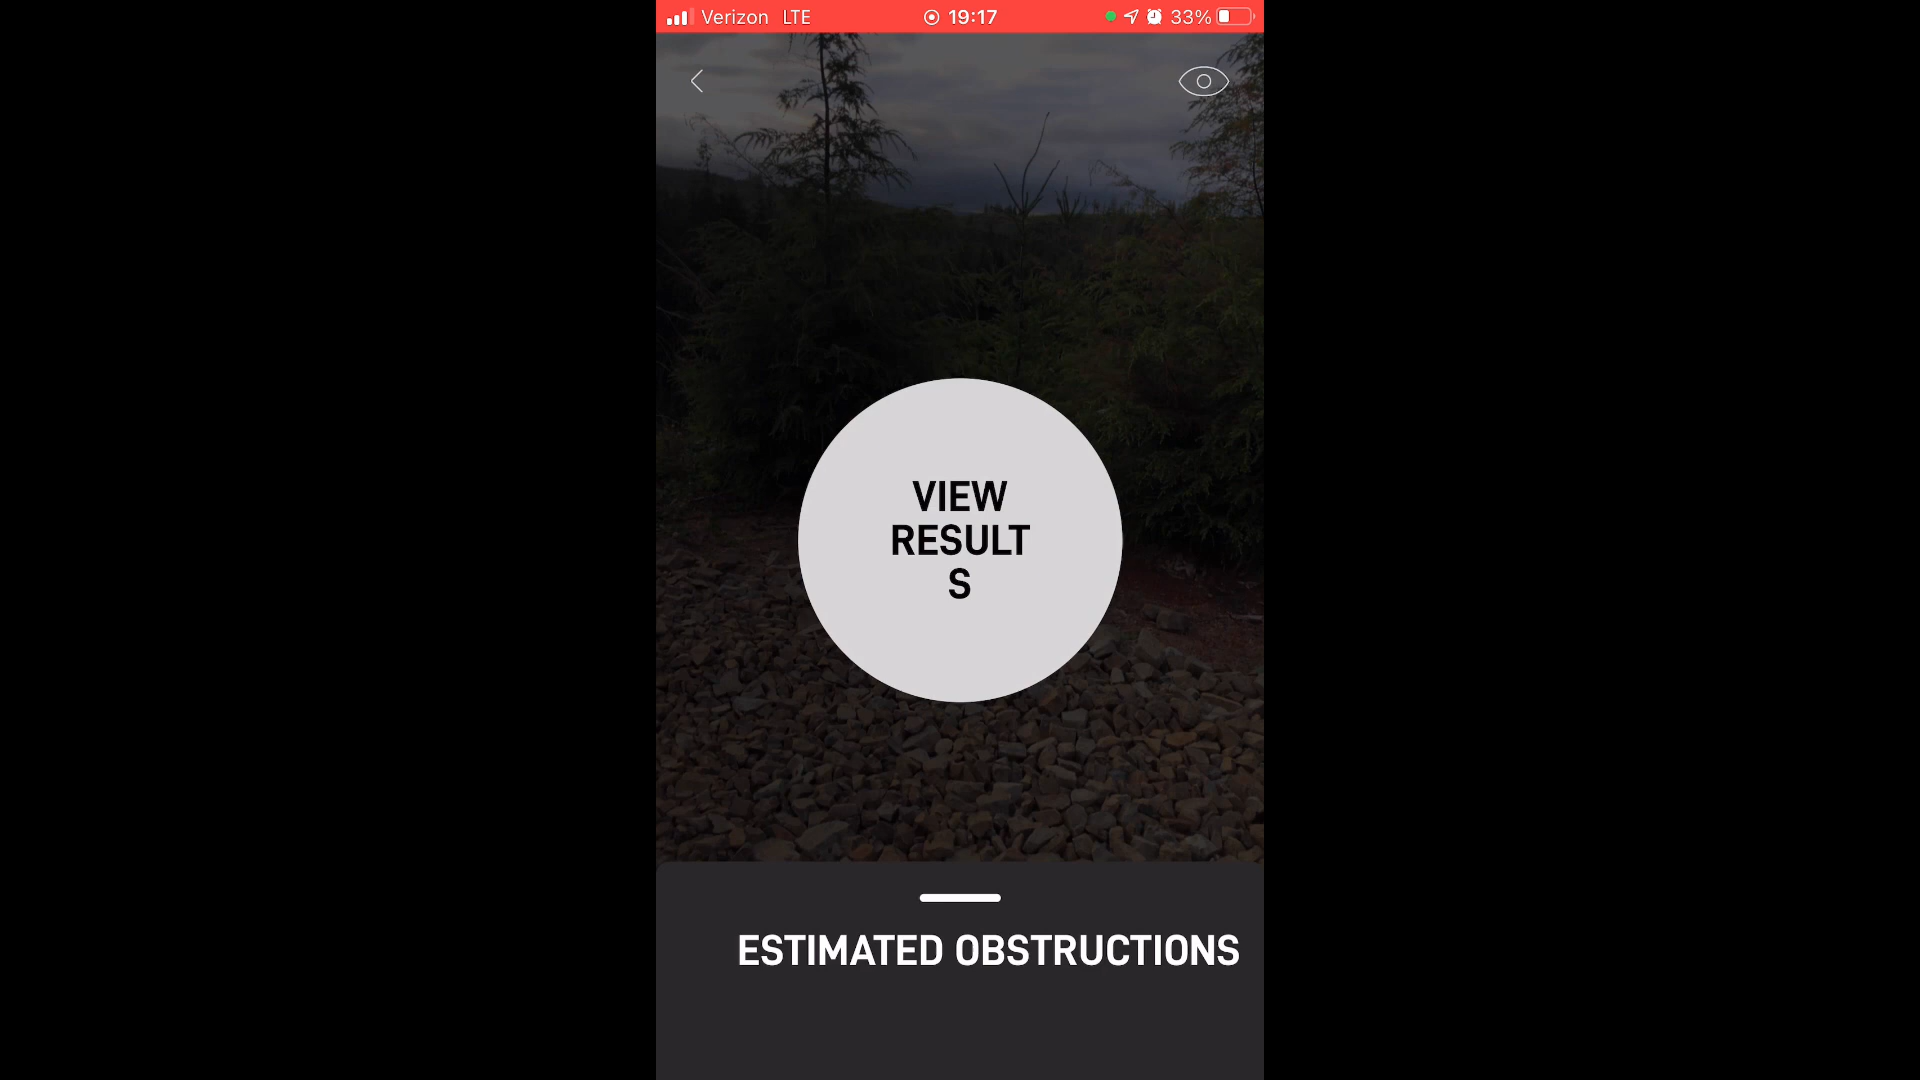 Verizon LTE 19:17 33%
VIEW
RESULT
S
ESTIMATED OBSTRUCTIONS